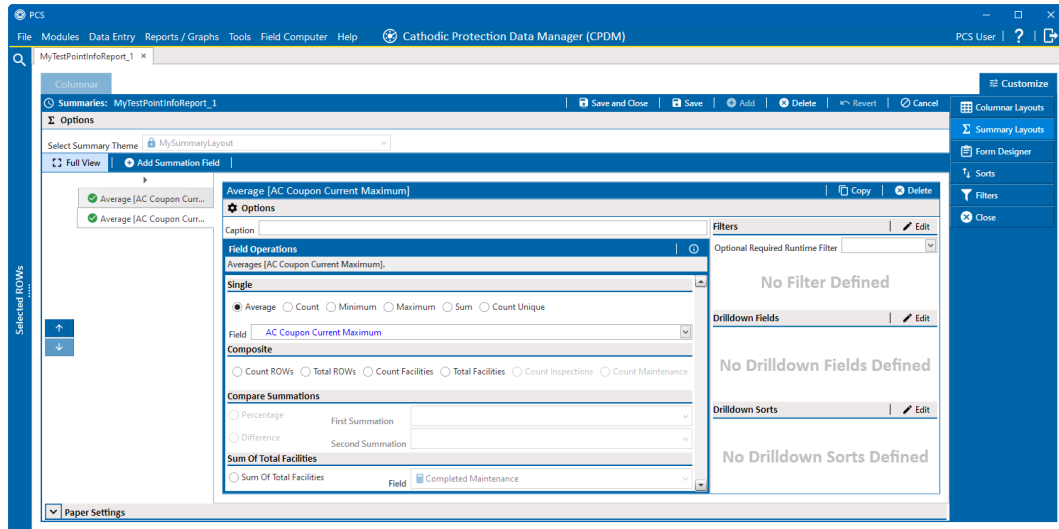 PCS
File Modules Data Entry Reports / Graphs Tools Field Computer Help Cathodic Protection Data Manager (CPDM) PCS User | ? |
MyTestPointInfoReport_1 ×
Columnar
Customize
Summaries: MyTestPointInfoReport_1 | Save and Close | Save | Add | Delete | Revert | Cancel
Columnar Layouts
Σ Options
Σ Summary Layouts
Select Summary Theme MySummaryLayout
Form Designer
Full View | Add Summation Field |
Sorts
Average [AC Coupon Curr...
Average [AC Coupon Current Maximum] | Copy | Delete
Filters
Average [AC Coupon Curr...
Options
Close
Caption
Filters | Edit
Field Operations
Optional Required Runtime Filter
Averages [AC Coupon Current Maximum].
Single
No Filter Defined
Average Count Minimum Maximum Sum Count Unique
Selected ROWs
Drilldown Fields | Edit
Field AC Coupon Current Maximum
Composite
Count ROWs Total ROWs Count Facilities Total Facilities Count Inspections Count Maintenance
No Drilldown Fields Defined
Compare Summations
Percentage First Summation
Drilldown Sorts | Edit
Difference Second Summation
Sum Of Total Facilities
No Drilldown Sorts Defined
Sum Of Total Facilities Field Completed Maintenance
Paper Settings